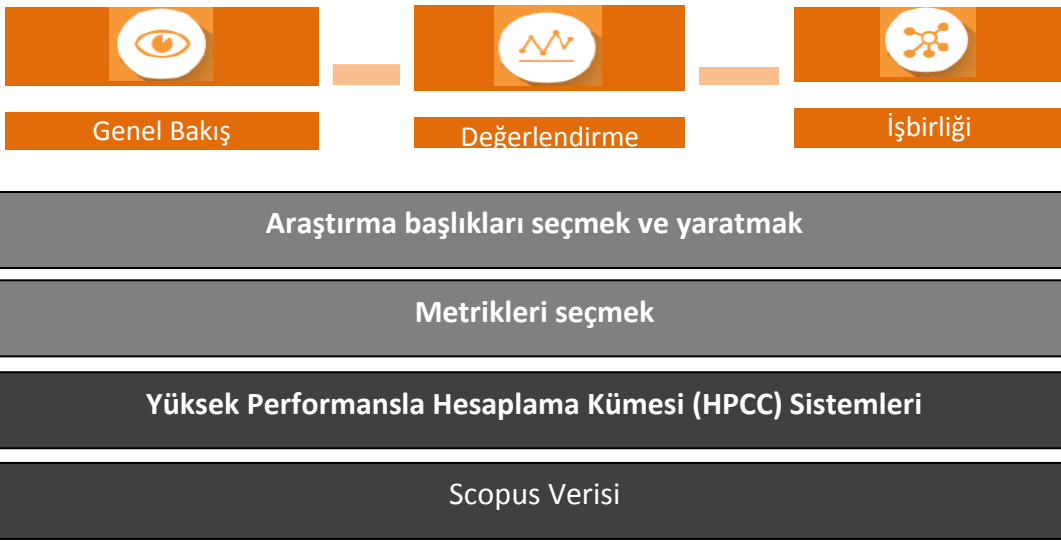 Genel Bakış
Değerlendirme
İşbirliği
Araştırma başlıkları seçmek ve yaratmak
Metrikleri seçmek
Yüksek Performansla Hesaplama Kümesi (HPCC) Sistemleri
Scopus Verisi